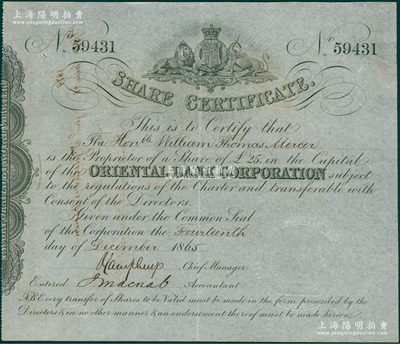 上海阳明拍卖
www.sh-yangming.com
No. 59431
No. 59431
SHARE CERTIFICATE.
This is to Certify that
The Honble William Thomas Mercer
is the Proprietor of a Share of £25 in the Capital
of the ORIENTAL BANK CORPORATION subject
to the regulations of the Charter and transferable with
Consent of the Directors.
Given under the Common Seal
of the Corporation the Fourteenth
day of December 1865
Chief Manager
Entered Accountant.
N.B. Every transfer of Shares to be Valid must be made in the form prescribed by the
Directors & in no other manner & an endorsement thereof must be made hereon.
上海阳明拍卖